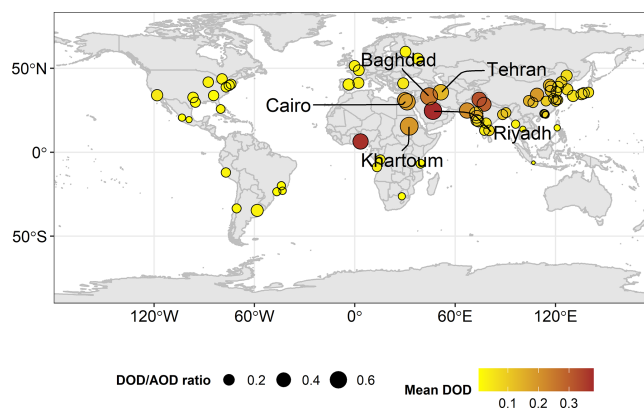 Baghdad
50°N
Tehran
Cairo
Riyadh
0°
Khartoum
50°S
120°W 60°W 0° 60°E 120°E
DOD/AOD ratio 0.2 0.4 0.6
Mean DOD
0.1 0.2 0.3